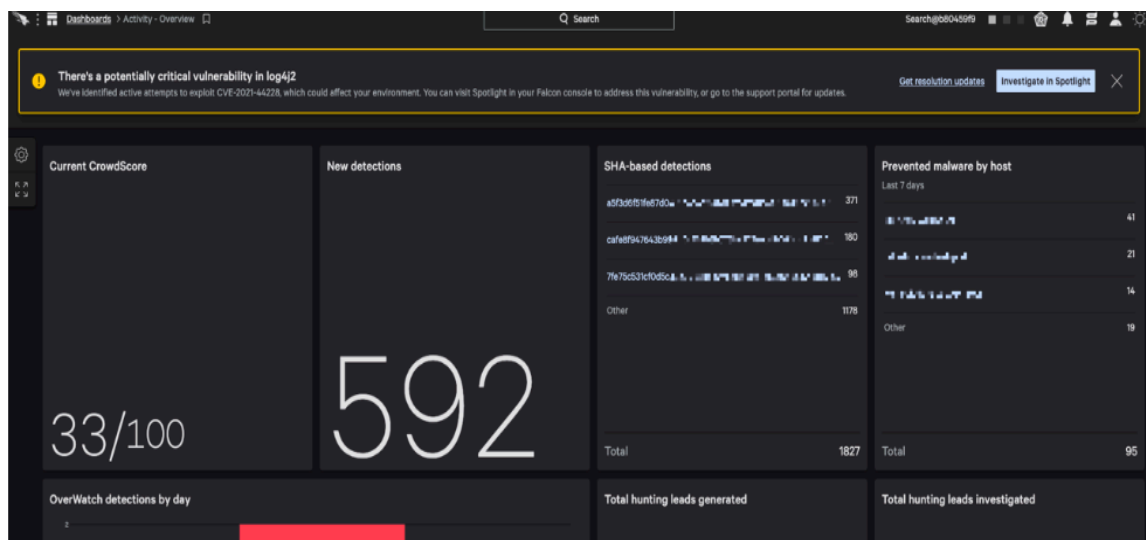 Dashboards > Activity - Overview
Search
Search@b80459f9
There's a potentially critical vulnerability in log4j2
We've identified active attempts to exploit CVE-2021-44228, which could affect your environment. You can visit Spotlight in your Falcon console to address this vulnerability, or go to the support portal for updates.
Get resolution updates
Investigate in Spotlight
Current CrowdScore
33/100
New detections
592
SHA-based detections
371
180
98
Other 1178
Total 1827
Prevented malware by host
Last 7 days
41
21
14
Other 19
Total 95
OverWatch detections by day
2
Total hunting leads generated
Total hunting leads investigated